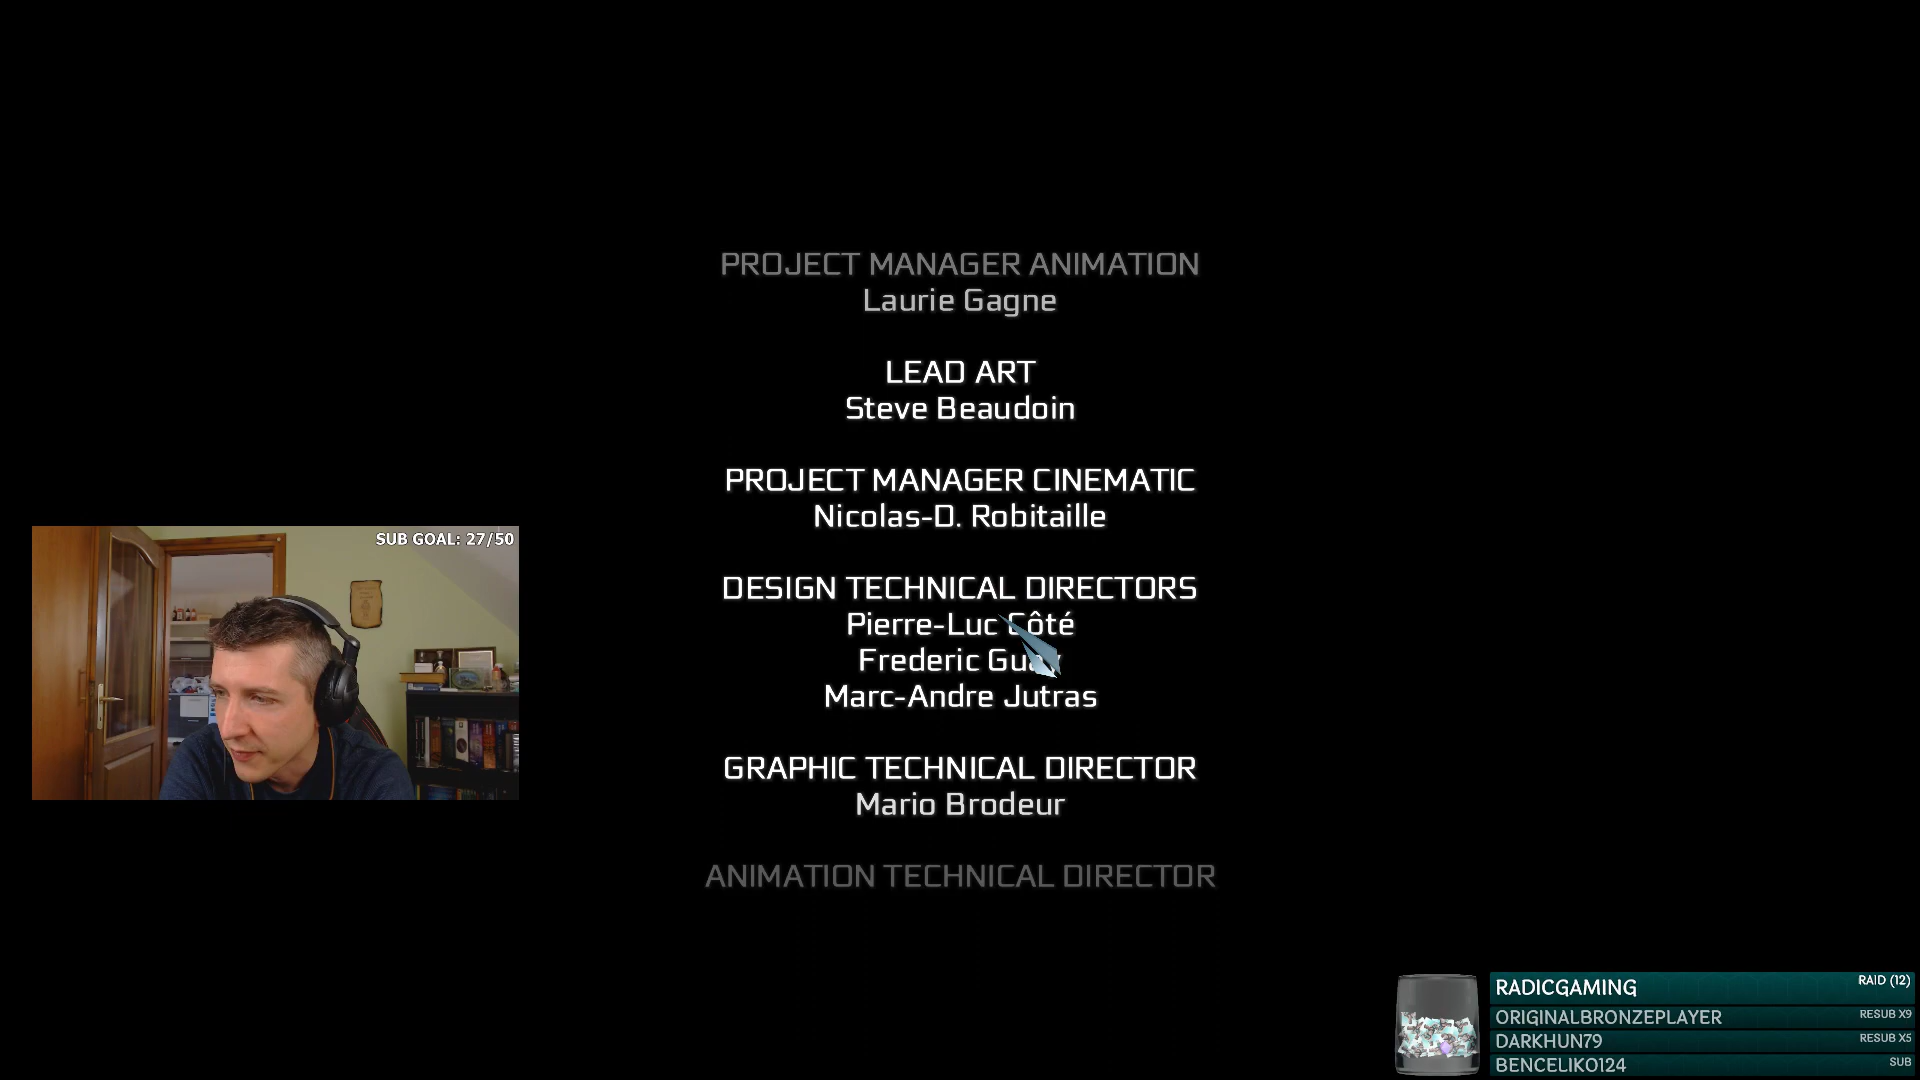 PROJECT MANAGER ANIMATION
Laurie Gagne
LEAD ART
Steve Beaudoin
PROJECT MANAGER CINEMATIC
Nicolas-D. Robitaille
DESIGN TECHNICAL DIRECTORS
Pierre-Luc Côté
Frederic Guay
Marc-Andre Jutras
GRAPHIC TECHNICAL DIRECTOR
Mario Brodeur
ANIMATION TECHNICAL DIRECTOR
SUB GOAL: 27/50
RADICGAMING RAID (12)
ORIGINALBRONZEPLAYER RESUB X9
DARKHUN79 RESUB X5
BENCELIKO124 SUB